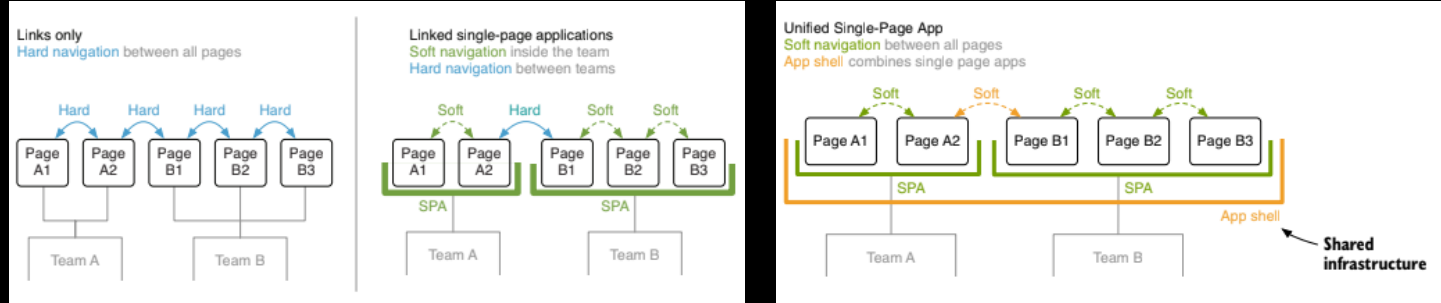 Links only
Hard navigation between all pages
Hard
Hard
Hard
Hard
Page
A1
Page
A2
Page
B1
Page
B2
Page
B3
Team A
Team B
Linked single-page applications
Soft navigation inside the team
Hard navigation between teams
Soft
Hard
Soft
Soft
Page
A1
Page
A2
Page
B1
Page
B2
Page
B3
SPA
SPA
Team A
Team B
Unified Single-Page App
Soft navigation between all pages
App shell combines single page apps
Soft
Soft
Soft
Soft
Page A1
Page A2
Page B1
Page B2
Page B3
SPA
SPA
App shell
Team A
Team B
Shared
infrastructure